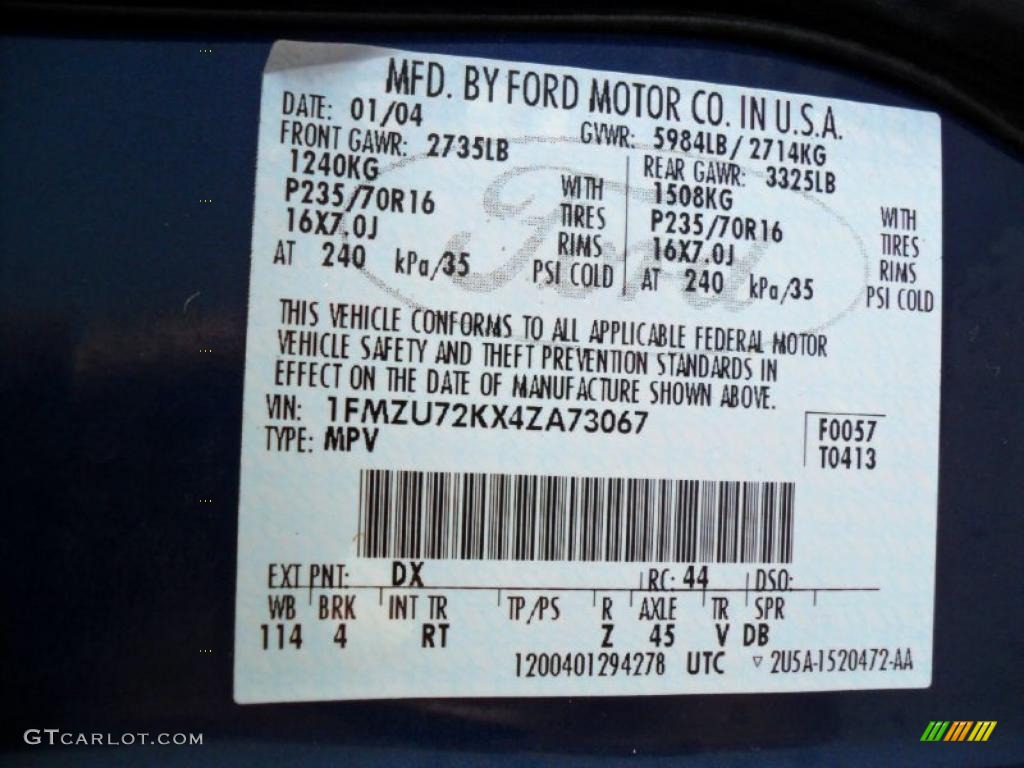 MFD. BY FORD MOTOR CO. IN U.S.A.
DATE: 01/04 GVWR: 5984LB/2714KG
FRONT GAWR: 2735LB REAR GAWR: 3325LB
1240KG WITH 1508KG WITH
P235/70R16 TIRES P235/70R16 TIRES
16X7.0J RIMS 16X7.0J RIMS
AT 240 kPa/35 PSI COLD AT 240 kPa/35 PSI COLD
Ford
THIS VEHICLE CONFORMS TO ALL APPLICABLE FEDERAL MOTOR
VEHICLE SAFETY AND THEFT PREVENTION STANDARDS IN
EFFECT ON THE DATE OF MANUFACTURE SHOWN ABOVE.
VIN: 1FMZU72KX4ZA73067
TYPE: MPV
F0057
T0413
EXT PNT: DX RC: 44 DSO:
WB BRK INT TR TP/PS R AXLE TR SPR
114 4 RT Z 45 V DB
1200401294278 UTC ▽ 2U5A-1520472-AA
GTCARLOT.COM